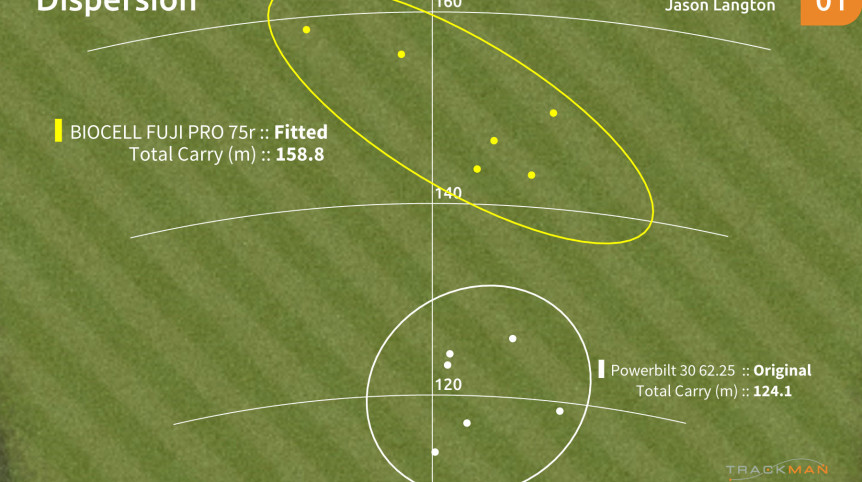 Dispersion
160
Jason Langton
01
BIOCELL FUJI PRO 75r :: Fitted
Total Carry (m) :: 158.8
140
Powerbilt 30 62.25 :: Original
Total Carry (m) :: 124.1
120
TRACKMAN